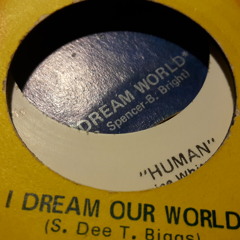 DREAM WORLD"
Spencer-B. Bright)
"HUMAN"
I DREAM OUR WORLD
(S. Dee T. Biggs)